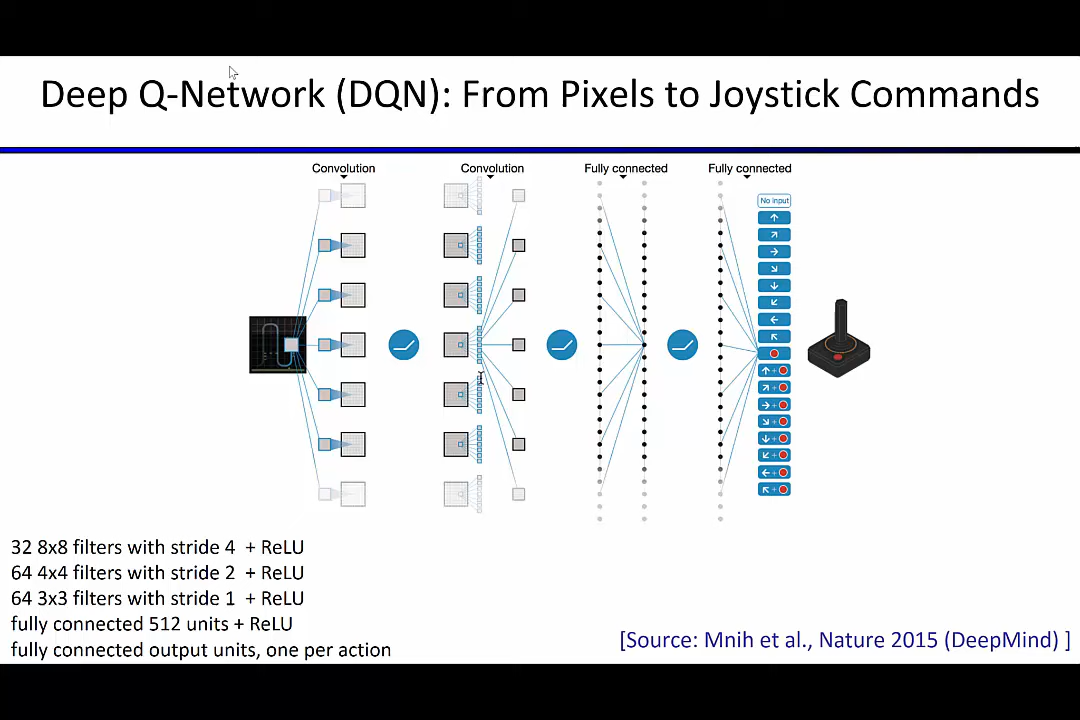 Deep Q-Network (DQN): From Pixels to Joystick Commands
Convolution
Convolution
Fully connected
Fully connected
No input
32 8x8 filters with stride 4 + ReLU
64 4x4 filters with stride 2 + ReLU
64 3x3 filters with stride 1 + ReLU
fully connected 512 units + ReLU
fully connected output units, one per action
[Source: Mnih et al., Nature 2015 (DeepMind) ]